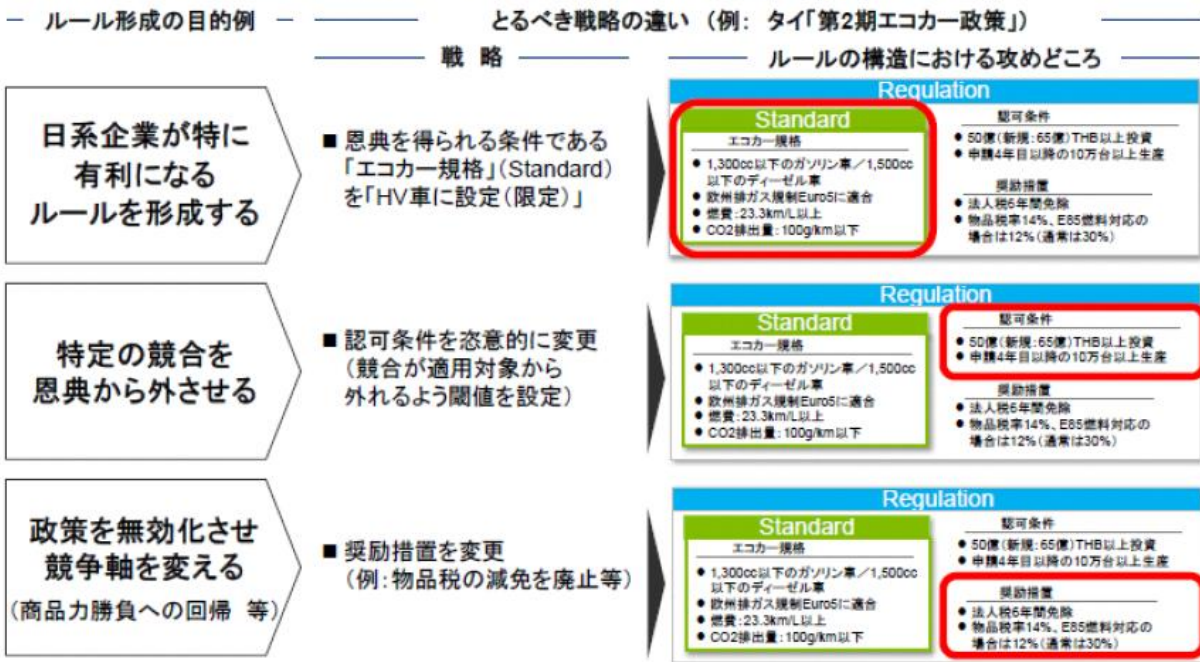 ルール形成の目的例
とるべき戦略の違い (例: タイ「第2期エコカー政策」)
戦 略
ルールの構造における攻めどころ
日系企業が特に
有利になる
ルールを形成する
■ 恩典を得られる条件である
「エコカー規格」(Standard)
を「HV車に設定(限定)」
Regulation
Standard
エコカー規格
● 1,300cc以下のガソリン車／1,500cc
以下のディーゼル車
● 欧州排ガス規制Euro5に適合
● 燃費:23.3km/L以上
● CO2排出量:100g/km以下
認可条件
● 50億(新規:65億)THB以上投資
● 申請4年目以降の10万台以上生産
奨励措置
● 法人税6年間免除
● 物品税率14%、E85燃料対応の
場合は12%(通常は30%)
特定の競合を
恩典から外させる
■ 認可条件を恣意的に変更
(競合が適用対象から
外れるよう閾値を設定)
Regulation
Standard
エコカー規格
● 1,300cc以下のガソリン車／1,500cc
以下のディーゼル車
● 欧州排ガス規制Euro5に適合
● 燃費:23.3km/L以上
● CO2排出量:100g/km以下
認可条件
● 50億(新規:65億)THB以上投資
● 申請4年目以降の10万台以上生産
奨励措置
● 法人税6年間免除
● 物品税率14%、E85燃料対応の
場合は12%(通常は30%)
政策を無効化させ
競争軸を変える
(商品力勝負への回帰 等)
■ 奨励措置を変更
(例:物品税の減免を廃止等)
Regulation
Standard
エコカー規格
● 1,300cc以下のガソリン車／1,500cc
以下のディーゼル車
● 欧州排ガス規制Euro5に適合
● 燃費:23.3km/L以上
● CO2排出量:100g/km以下
認可条件
● 50億(新規:65億)THB以上投資
● 申請4年目以降の10万台以上生産
奨励措置
● 法人税6年間免除
● 物品税率14%、E85燃料対応の
場合は12%(通常は30%)